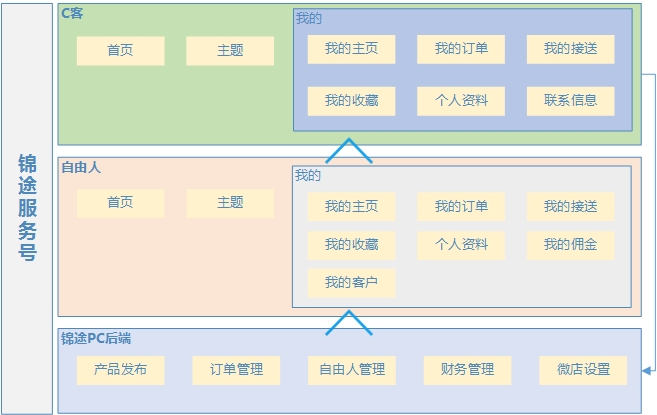 锦途服务号
C客
首页
主题
我的
我的主页
我的订单
我的接送
我的收藏
个人资料
联系信息
自由人
首页
主题
我的
我的主页
我的订单
我的接送
我的收藏
个人资料
我的佣金
我的客户
锦途PC后端
产品发布
订单管理
自由人管理
财务管理
微店设置